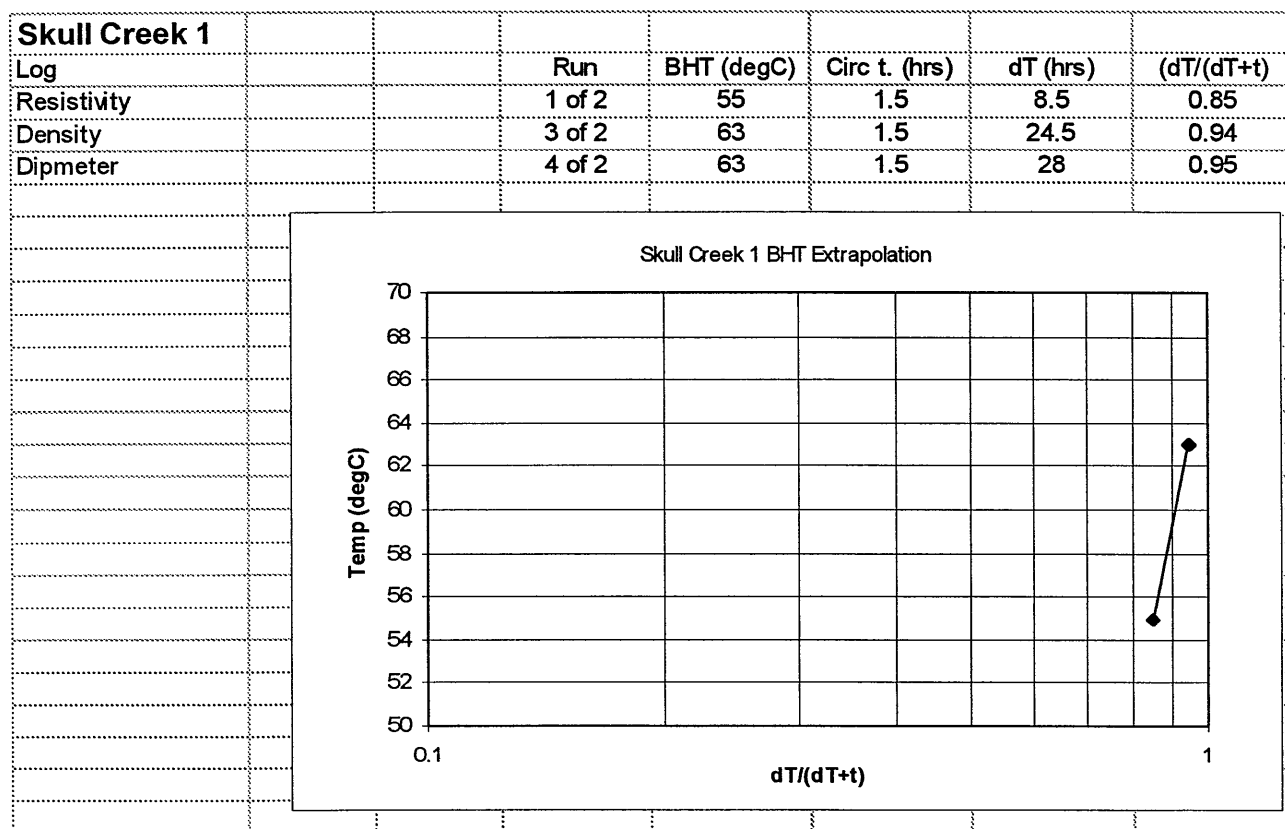 Skull Creek 1
Log Run BHT (degC) Circ t. (hrs) dT (hrs) (dT/(dT+t)
Resistivity 1 of 2 55 1.5 8.5 0.85
Density 3 of 2 63 1.5 24.5 0.94
Dipmeter 4 of 2 63 1.5 28 0.95
Skull Creek 1 BHT Extrapolation
70
68
66
64
62
60
58
56
54
52
50
Temp (degC)
0.1 1
dT/(dT+t)